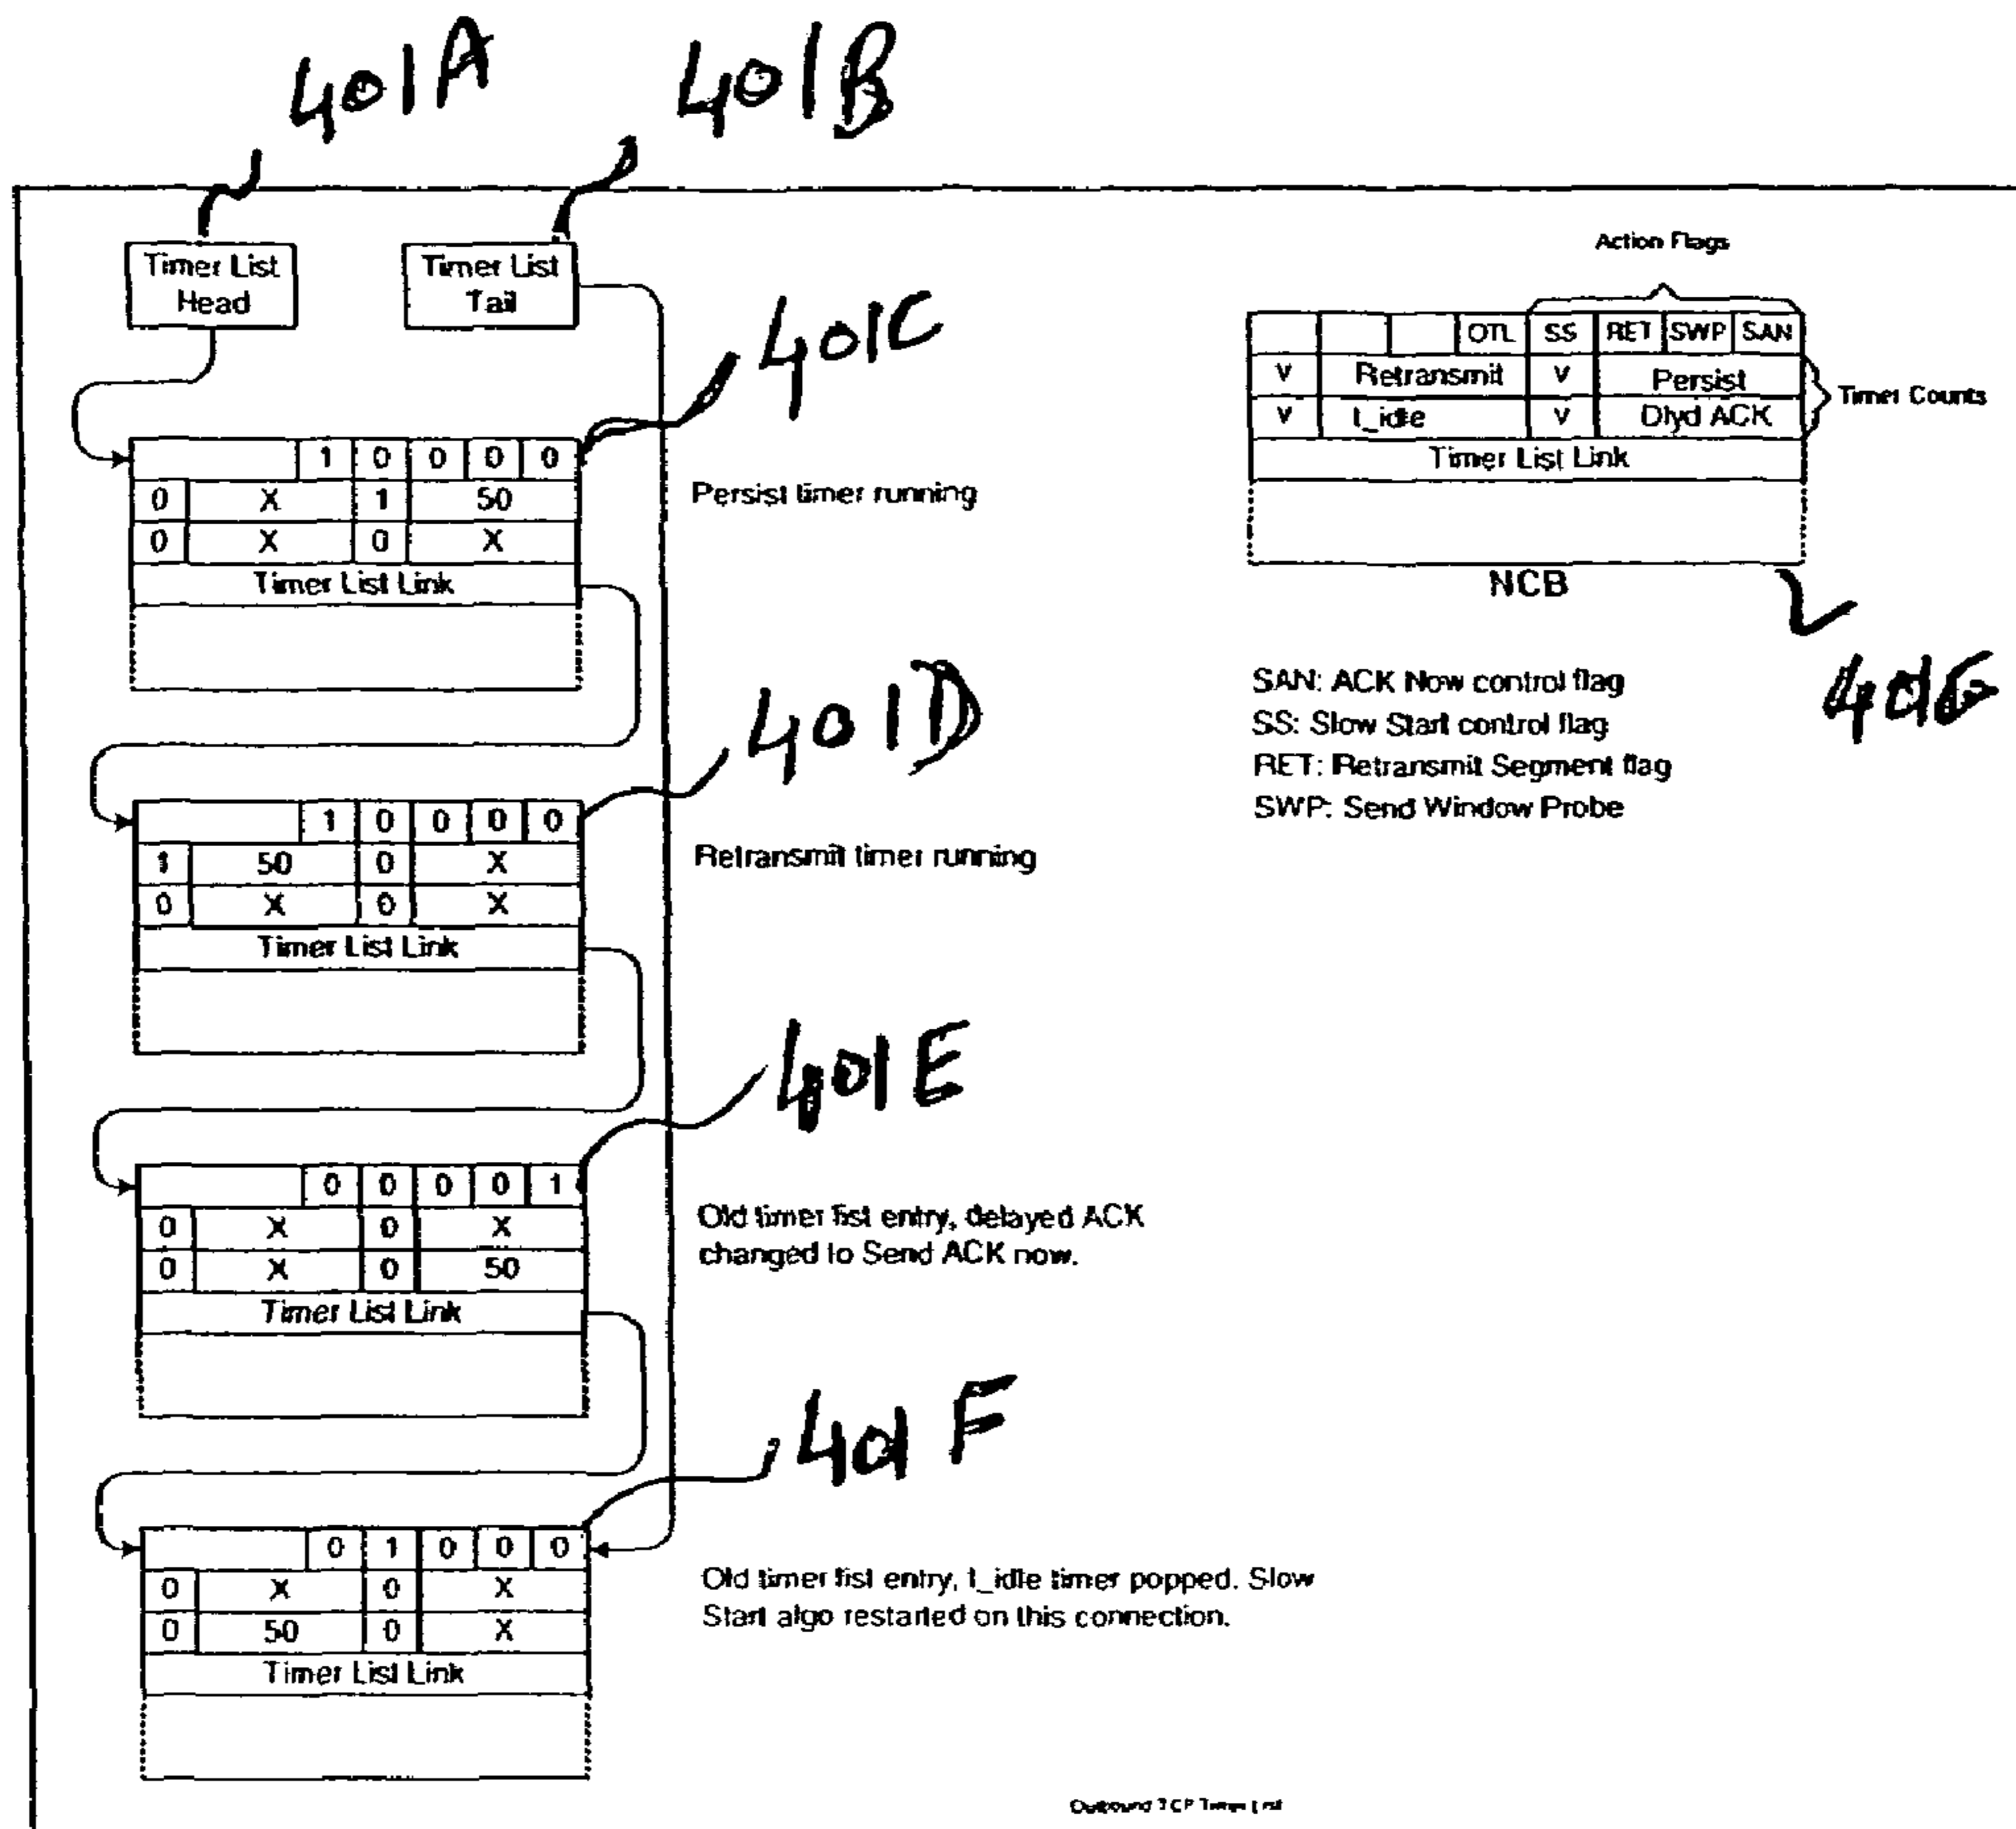 401A
401B
Timer List
Head
Timer List
Tail
401C
1 0 0 0 0
0 X 1 50
0 X 0 X
Timer List Link
Persist timer running
401D
1 0 0 0 0
1 50 0 X
0 X 0 X
Timer List Link
Retransmit timer running
401E
0 0 0 0 1
0 X 0 X
0 X 0 50
Timer List Link
Old timer list entry, delayed ACK
changed to Send ACK now.
401F
0 1 0 0 0
0 X 0 X
0 50 0 X
Timer List Link
Old timer list entry, t_idle timer popped. Slow
Start algo restarted on this connection.
Action Flags
OTL SS RET SWP SAN
v Retransmit v Persist
v t_idle v Dlyd ACK
Timer List Link
Timer Counts
NCB
401G
SAN: ACK Now control flag
SS: Slow Start control flag
RET: Retransmit Segment flag
SWP: Send Window Probe
Outbound TCP Timer List